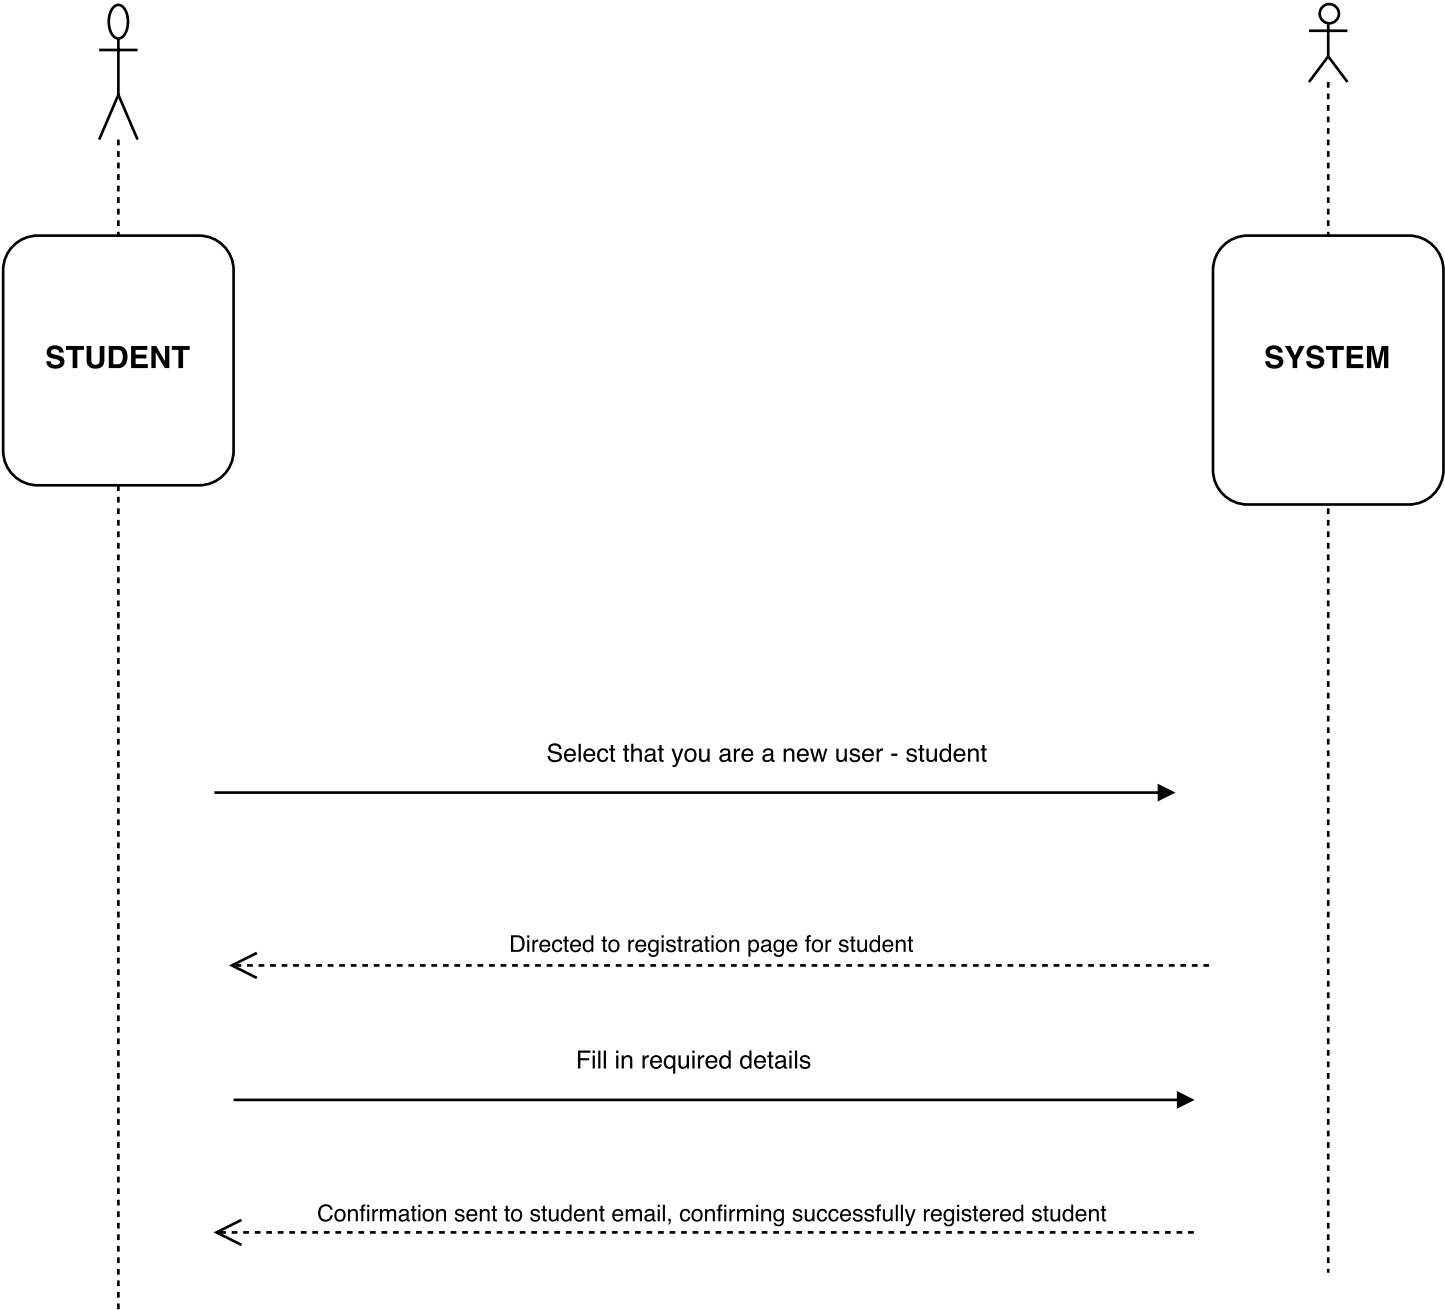 STUDENT
SYSTEM
Select that you are a new user - student
Directed to registration page for student
Fill in required details
Confirmation sent to student email, confirming successfully registered student